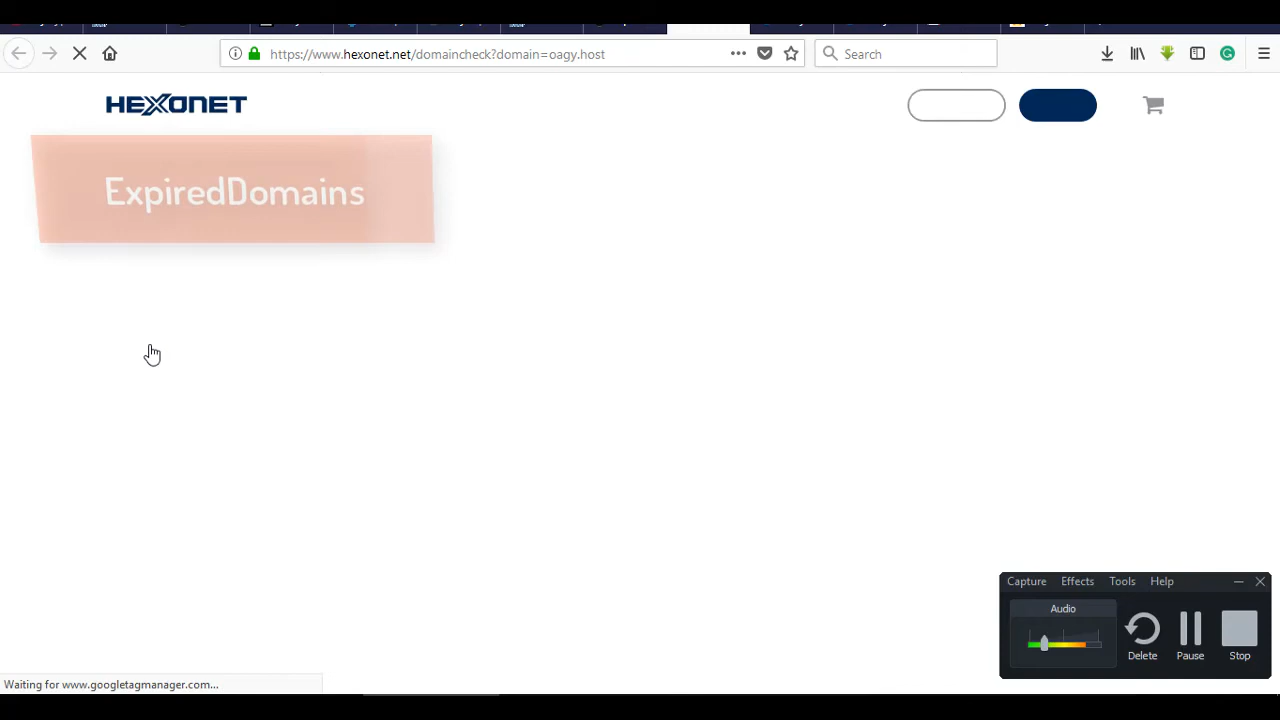 https://www.hexonet.net/domaincheck?domain=oagy.host
Search
HEXONET
ExpiredDomains
Capture Effects Tools Help
Audio
Delete
Pause
Stop
Waiting for www.googletagmanager.com...